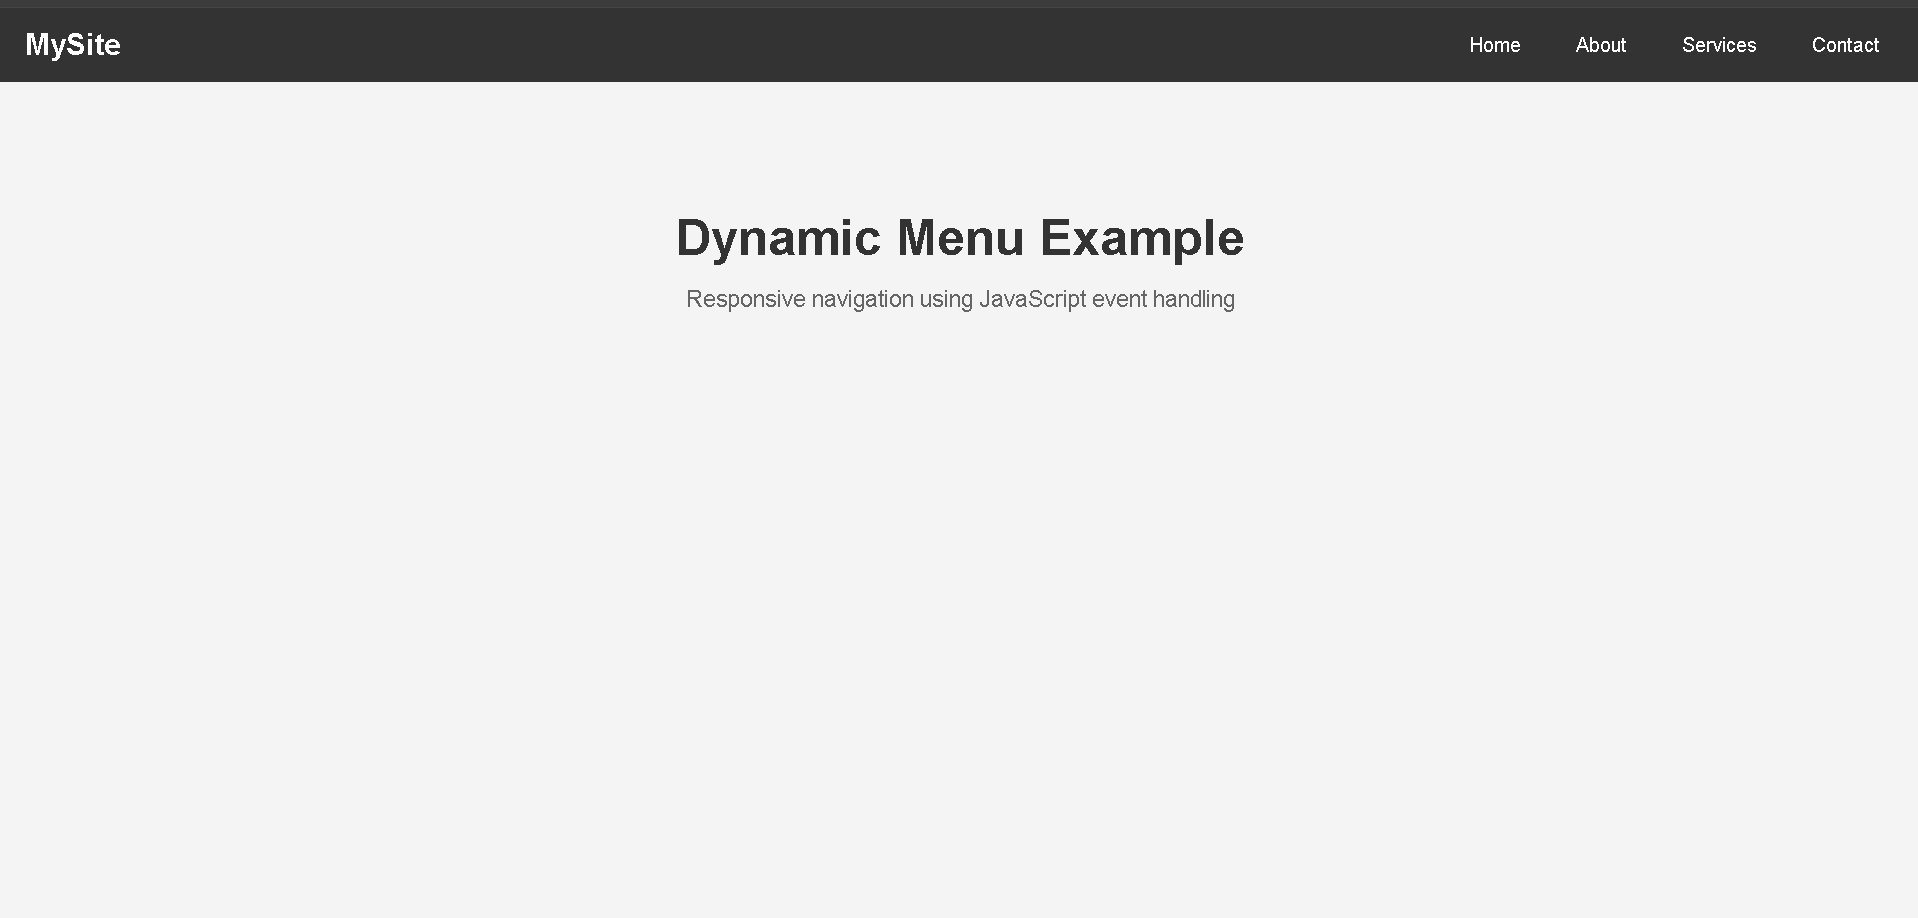 MySite
Home About Services Contact
Dynamic Menu Example
Responsive navigation using JavaScript event handling